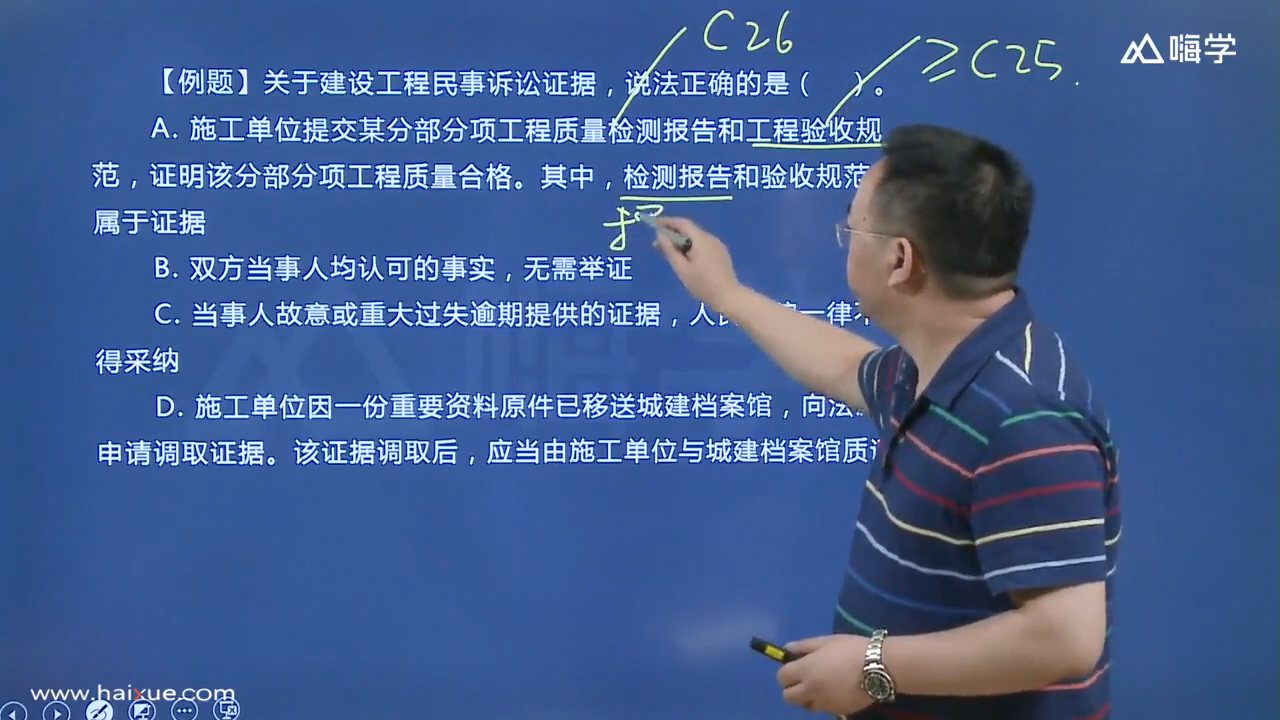 C26
≥C25.
嗨学
【例题】关于建设工程民事诉讼证据，说法正确的是（ ）。
A. 施工单位提交某分部分项工程质量检测报告和工程验收规
范，证明该分部分项工程质量合格。其中，检测报告和验收规范
属于证据
B. 双方当事人均认可的事实，无需举证
C. 当事人故意或重大过失逾期提供的证据，人民 一律不
得采纳
D. 施工单位因一份重要资料原件已移送城建档案馆，向法
申请调取证据。该证据调取后，应当由施工单位与城建档案馆质
www.haixue.com